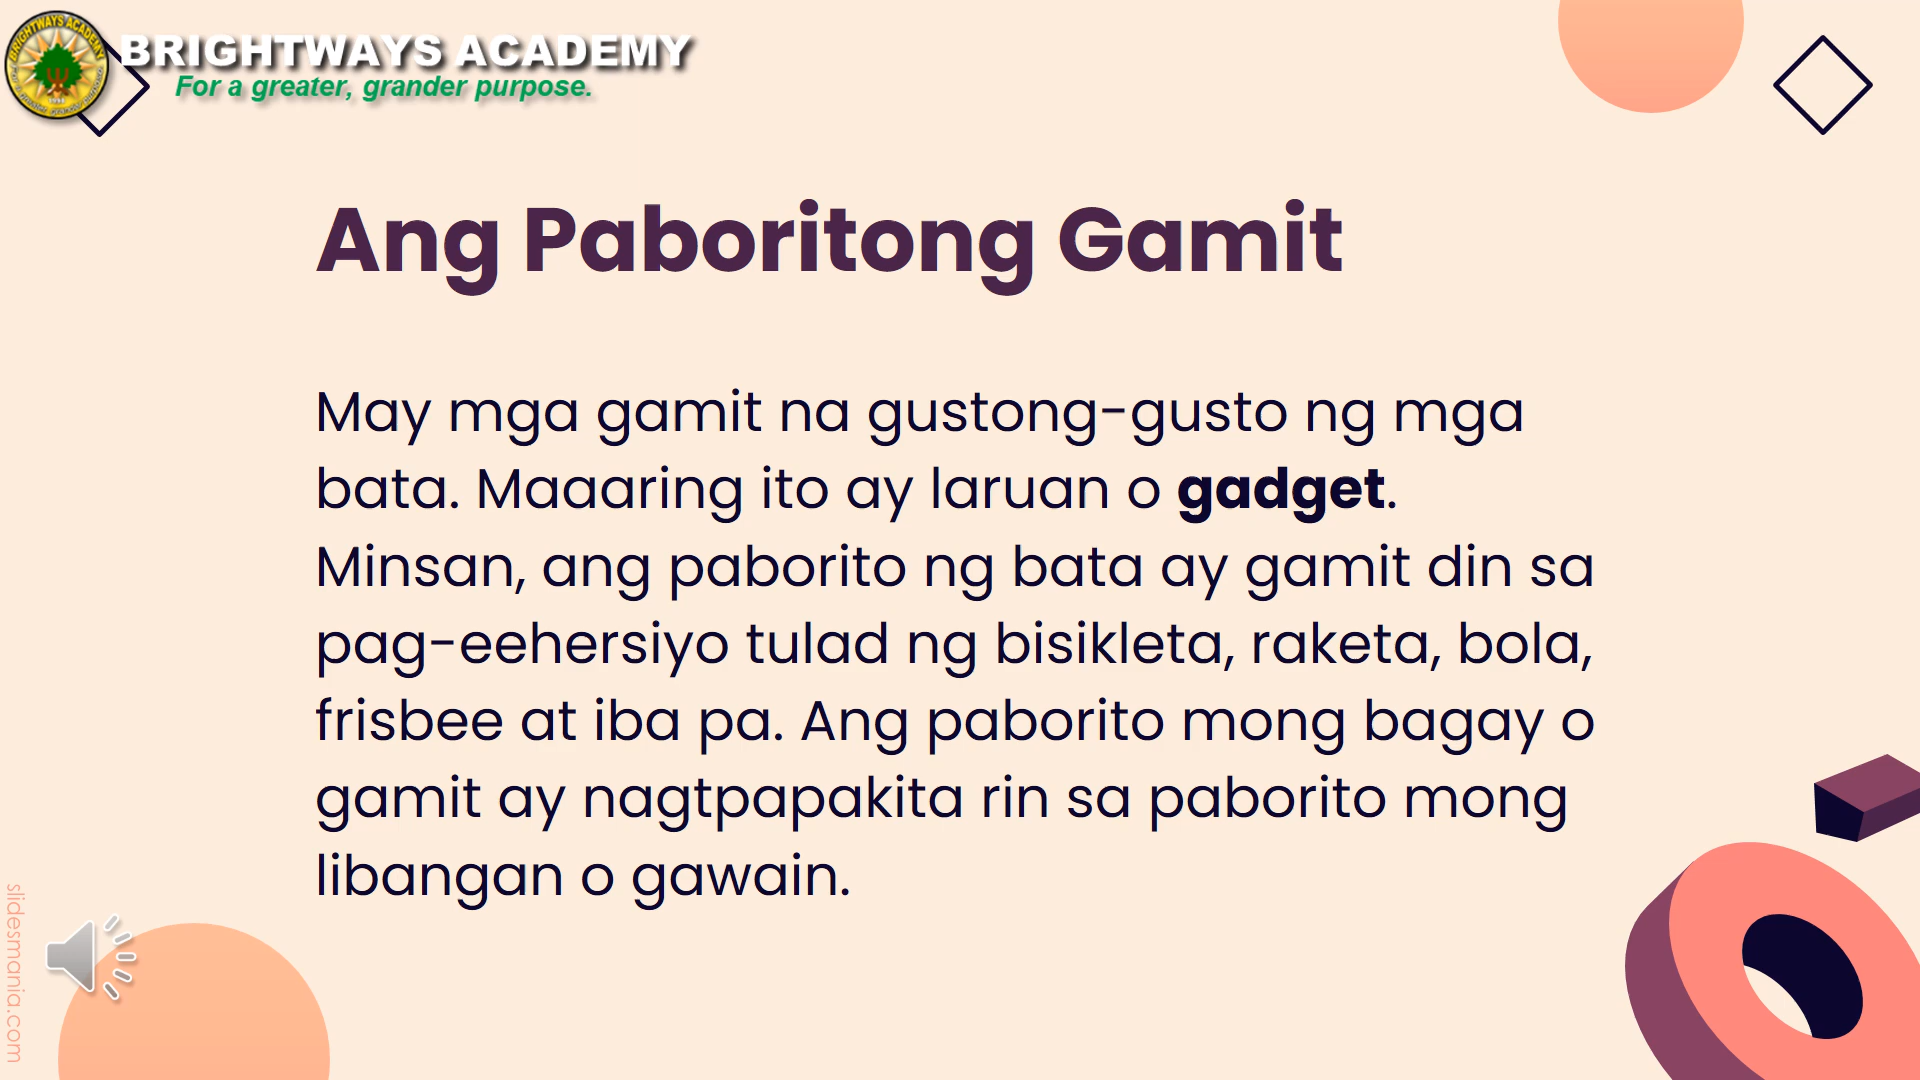 BRIGHTWAYS ACADEMY
For a greater, grander purpose.
Ang Paboritong Gamit
May mga gamit na gustong-gusto ng mga
bata. Maaaring ito ay laruan o gadget.
Minsan, ang paborito ng bata ay gamit din sa
pag-eehersiyo tulad ng bisikleta, raketa, bola,
frisbee at iba pa. Ang paborito mong bagay o
gamit ay nagtpapakita rin sa paborito mong
libangan o gawain.
slidesmania.com